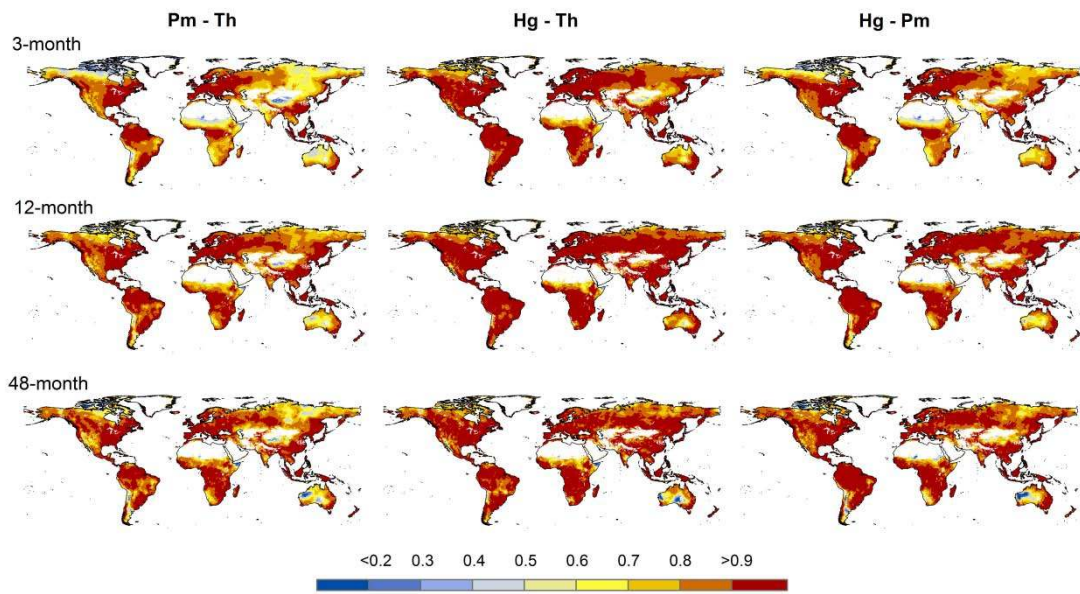 Pm - Th Hg - Th Hg - Pm
3-month
12-month
48-month
<0.2 0.3 0.4 0.5 0.6 0.7 0.8 >0.9